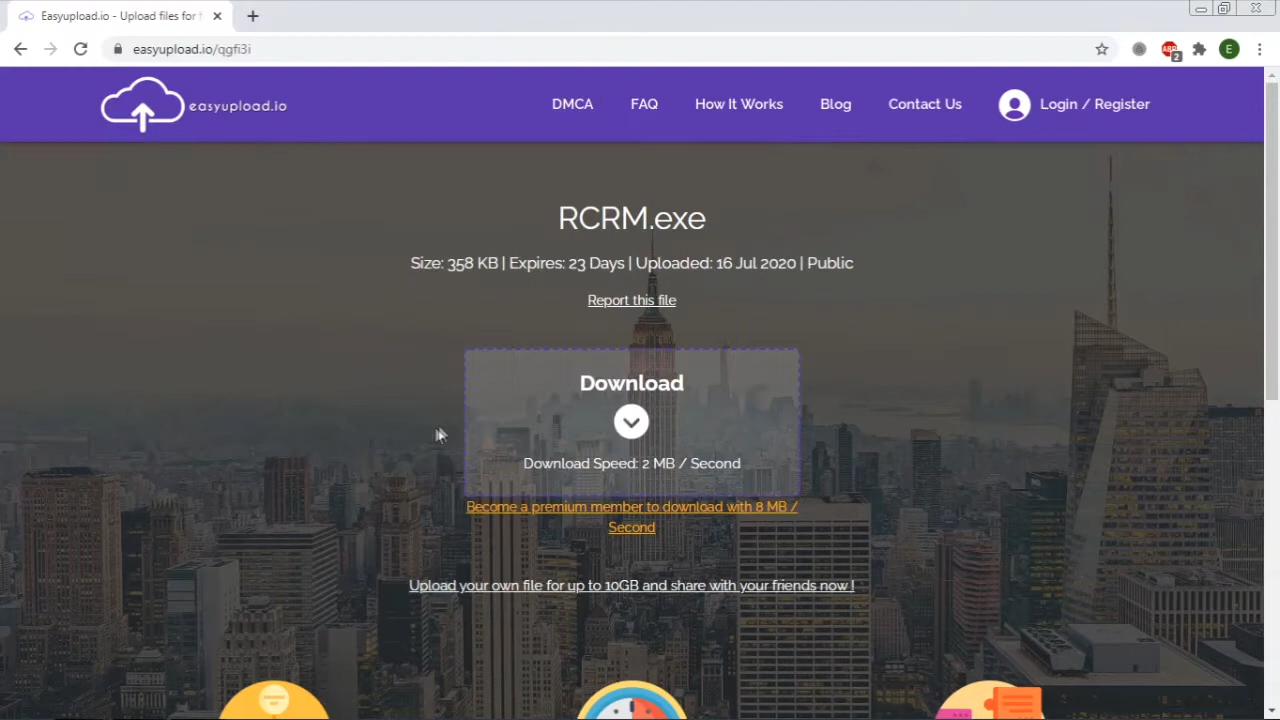 Easyupload.io - Upload files for f
easyupload.io/qgfi3i
ABP
2
E
easyupload.io
DMCA
FAQ
How It Works
Blog
Contact Us
Login / Register
RCRM.exe
Size: 358 KB | Expires: 23 Days | Uploaded: 16 Jul 2020 | Public
Report this file
Download
Download Speed: 2 MB / Second
Become a premium member to download with 8 MB /
Second
Upload your own file for up to 10GB and share with your friends now !